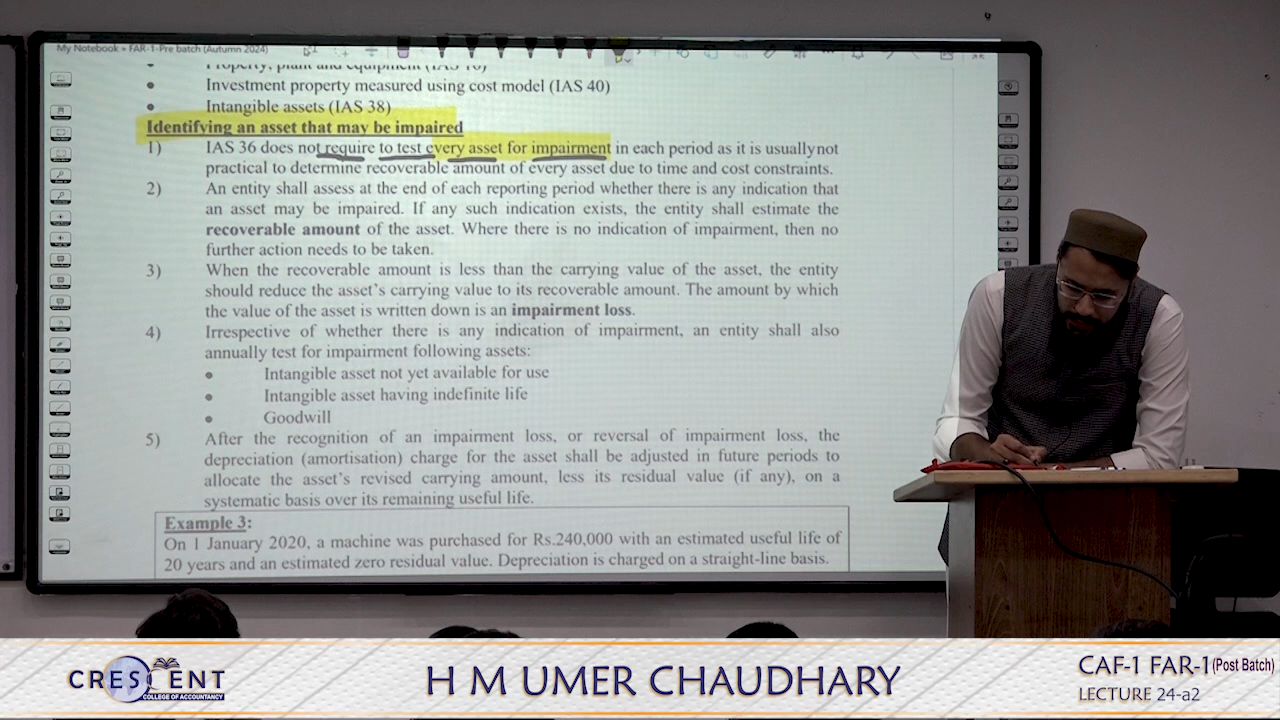 My Notebook » FAR-1-Pre batch (Autumn 2024)
• Property, plant and equipment (IAS 16)
• Investment property measured using cost model (IAS 40)
• Intangible assets (IAS 38)
Identifying an asset that may be impaired
1) IAS 36 does not require to test every asset for impairment in each period as it is usually not
practical to determine recoverable amount of every asset due to time and cost constraints.
2) An entity shall assess at the end of each reporting period whether there is any indication that
an asset may be impaired. If any such indication exists, the entity shall estimate the
recoverable amount of the asset. Where there is no indication of impairment, then no
further action needs to be taken.
3) When the recoverable amount is less than the carrying value of the asset, the entity
should reduce the asset's carrying value to its recoverable amount. The amount by which
the value of the asset is written down is an impairment loss.
4) Irrespective of whether there is any indication of impairment, an entity shall also
annually test for impairment following assets:
• Intangible asset not yet available for use
• Intangible asset having indefinite life
• Goodwill
5) After the recognition of an impairment loss, or reversal of impairment loss, the
depreciation (amortisation) charge for the asset shall be adjusted in future periods to
allocate the asset's revised carrying amount, less its residual value (if any), on a
systematic basis over its remaining useful life.
Example 3:
On 1 January 2020, a machine was purchased for Rs.240,000 with an estimated useful life of
20 years and an estimated zero residual value. Depreciation is charged on a straight-line basis.
CRESCENT
COLLEGE OF ACCOUNTANCY
H M UMER CHAUDHARY
CAF-1 FAR-1 (Post Batch)
LECTURE 24-a2